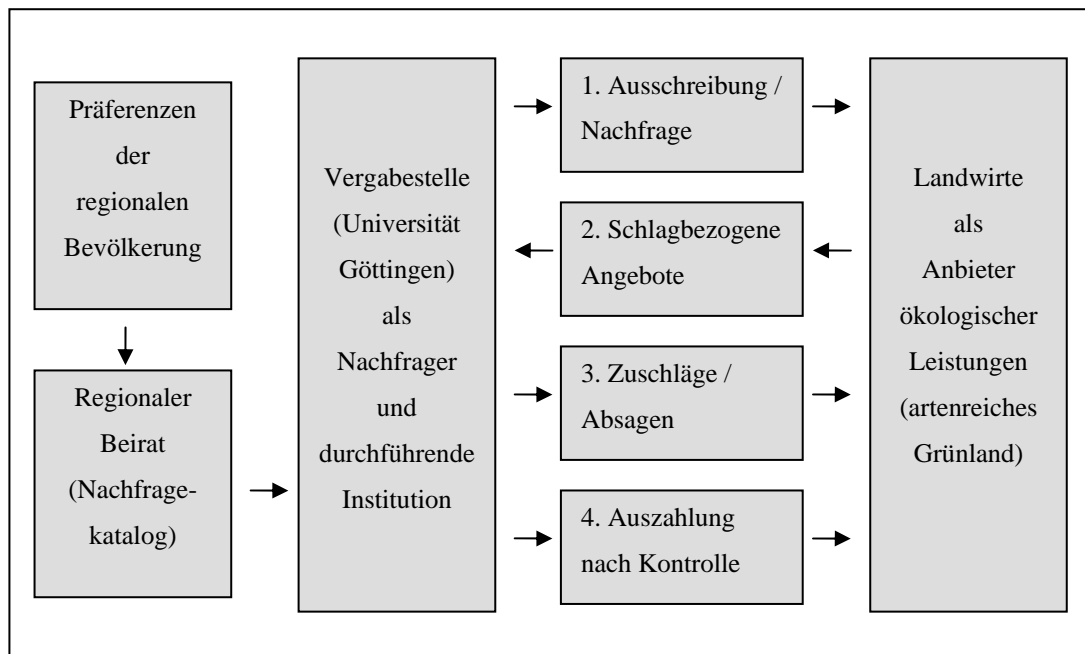 Präferenzen
der
regionalen
Bevölkerung
Regionaler
Beirat
(Nachfrage-
katalog)
Vergabestelle
(Universität
Göttingen)
als
Nachfrager
und
durchführende
Institution
1. Ausschreibung /
Nachfrage
2. Schlagbezogene
Angebote
3. Zuschläge /
Absagen
4. Auszahlung
nach Kontrolle
Landwirte
als
Anbieter
ökologischer
Leistungen
(artenreiches
Grünland)